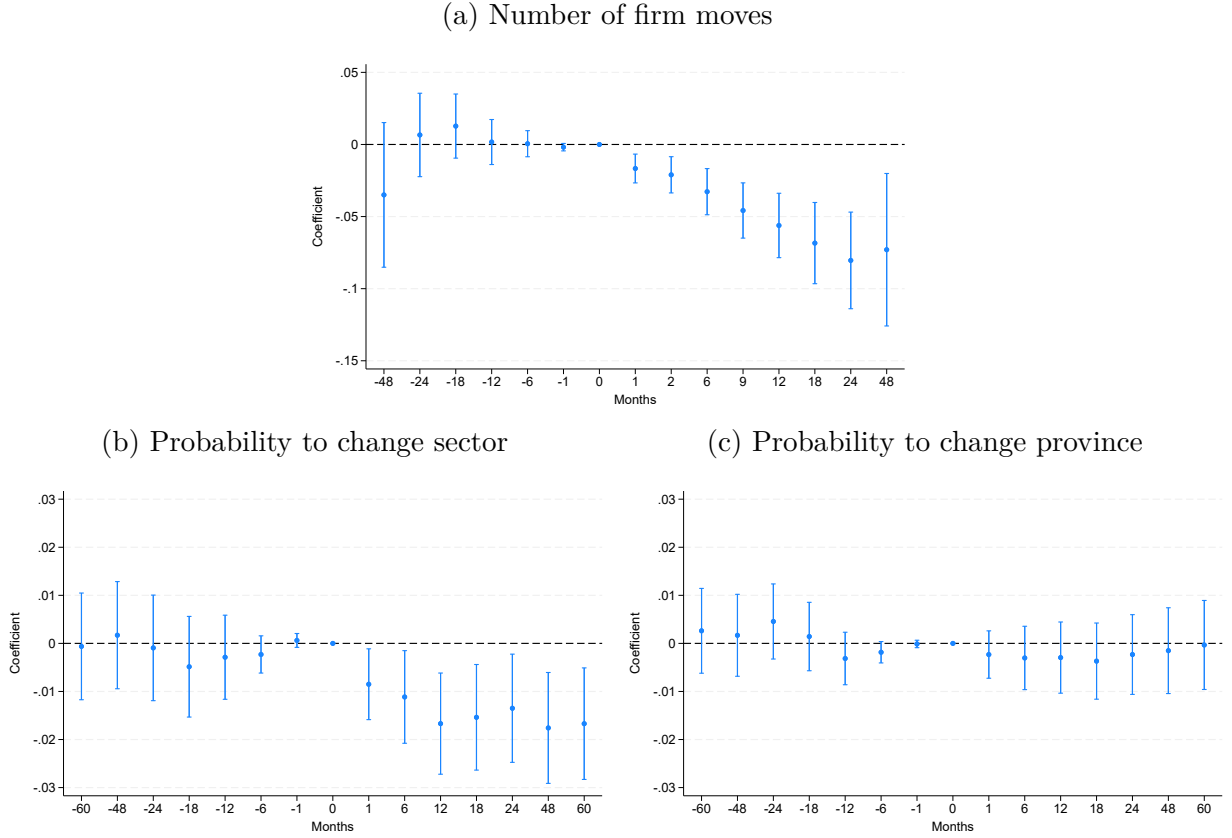 (a) Number of firm moves
.05
0
-.05
-.1
-.15
Coefficient
-48 -24 -18 -12 -6 -1 0 1 2 6 9 12 18 24 48
Months
(b) Probability to change sector
.03
.02
.01
0
-.01
-.02
-.03
Coefficient
-60 -48 -24 -18 -12 -6 -1 0 1 6 12 18 24 48 60
Months
(c) Probability to change province
.03
.02
.01
0
-.01
-.02
-.03
Coefficient
-60 -48 -24 -18 -12 -6 -1 0 1 6 12 18 24 48 60
Months